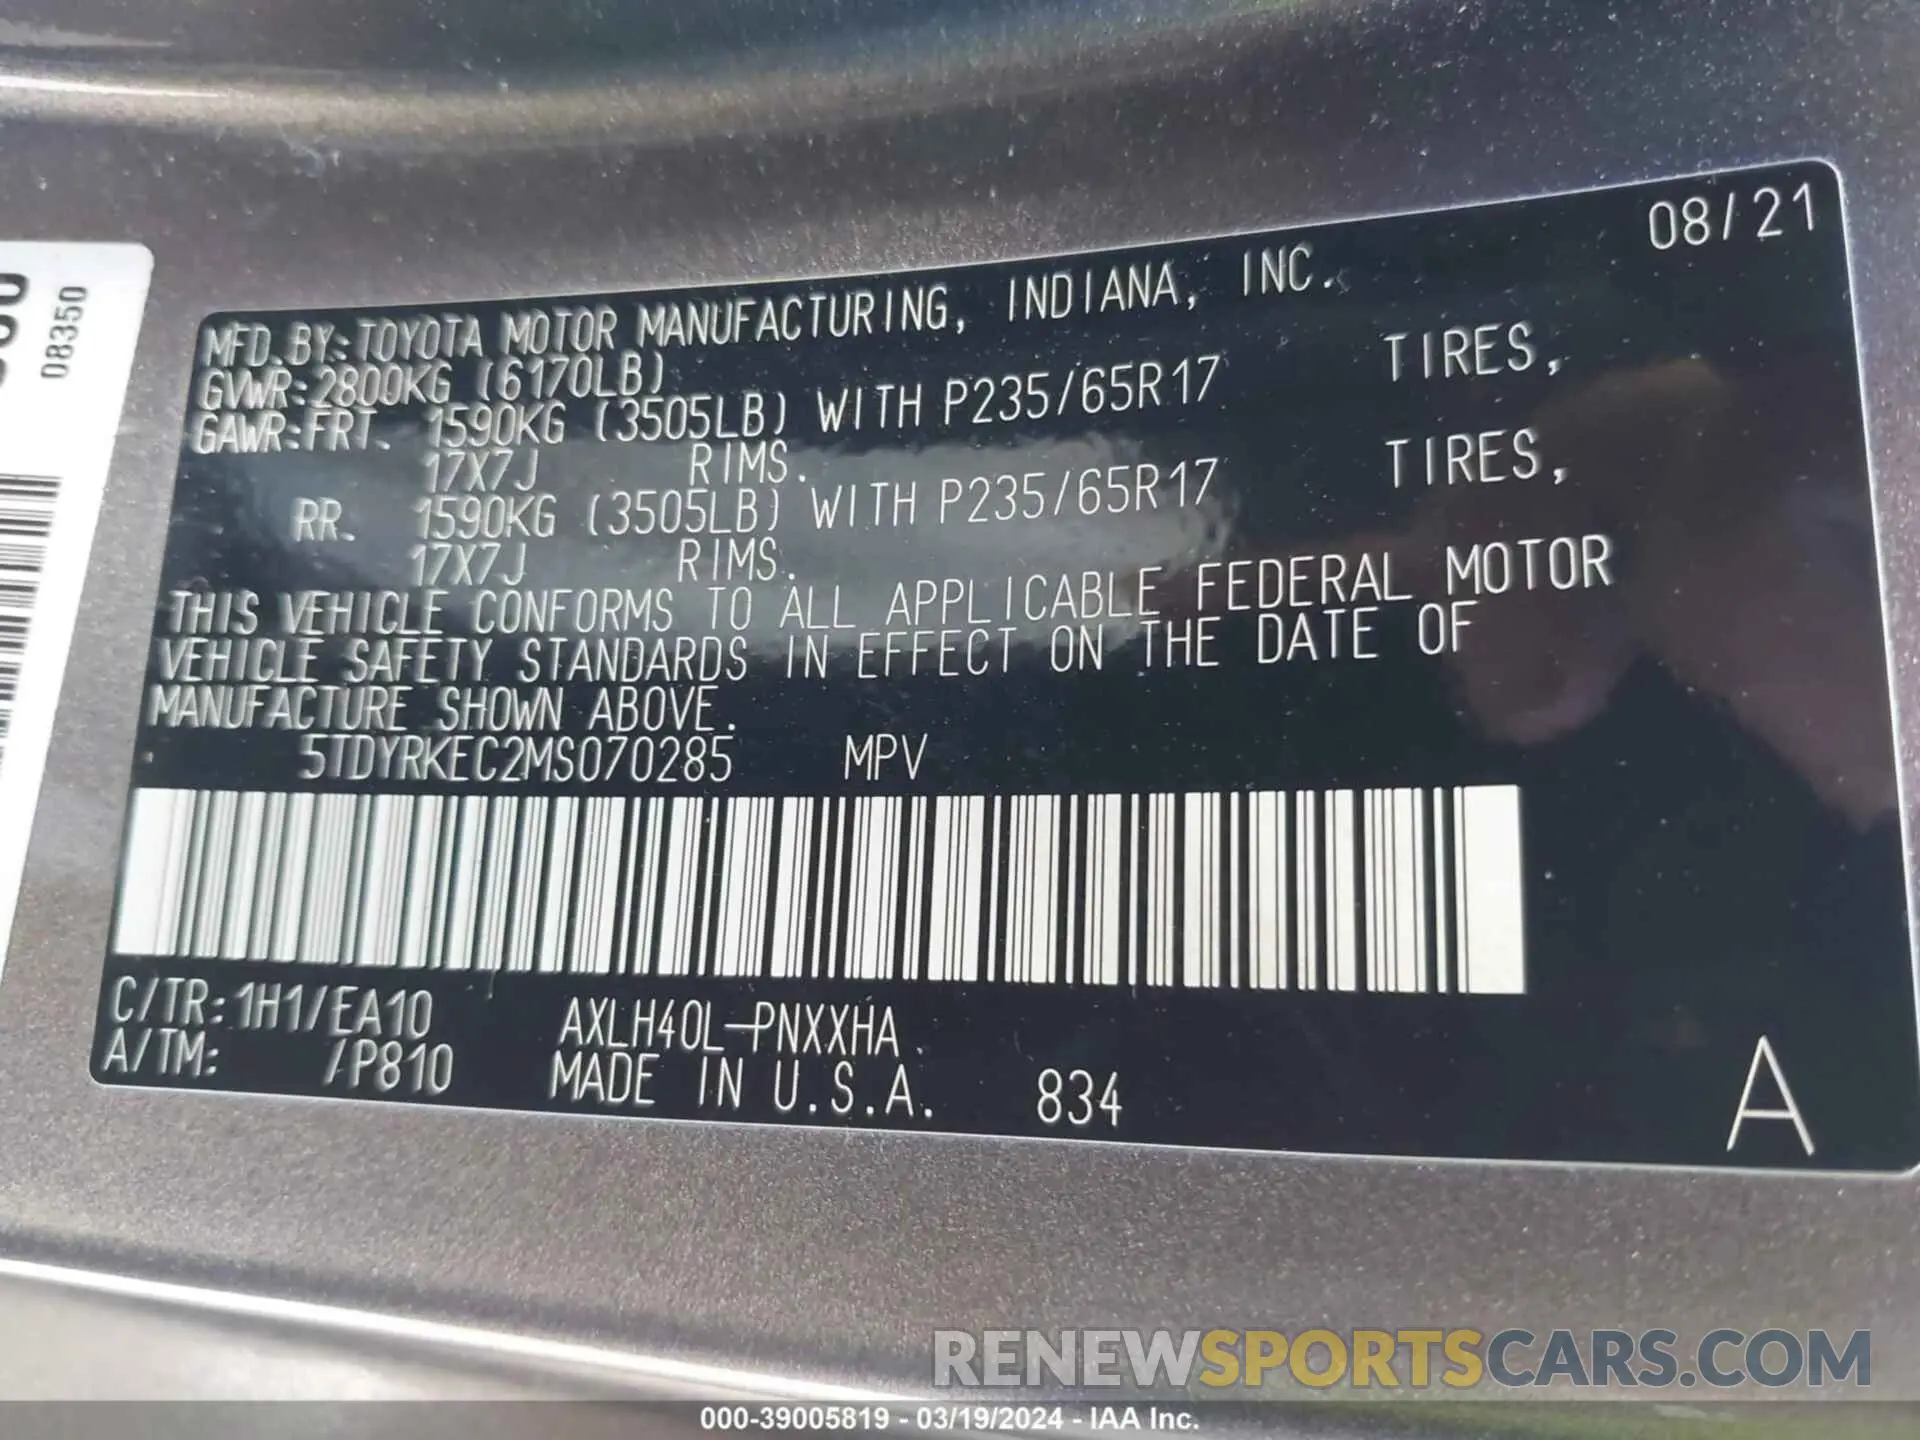 08350
08/21
MFD. BY: TOYOTA MOTOR MANUFACTURING, INDIANA, INC.
GVWR: 2800KG (6170LB)
GAWR: FRT. 1590KG (3505LB) WITH P235/65R17 TIRES,
17X7J RIMS.
RR. 1590KG (3505LB) WITH P235/65R17 TIRES,
17X7J RIMS.
THIS VEHICLE CONFORMS TO ALL APPLICABLE FEDERAL MOTOR
VEHICLE SAFETY STANDARDS IN EFFECT ON THE DATE OF
MANUFACTURE SHOWN ABOVE.
5TDYRKEC2MS070285 MPV
C/TR: 1H1/EA10 AXLH40L-PNXXHA
A/TM: /P810 MADE IN U.S.A. 834
A
RENEWSPORTSCARS.COM
000-39005819 - 03/19/2024 - IAA Inc.